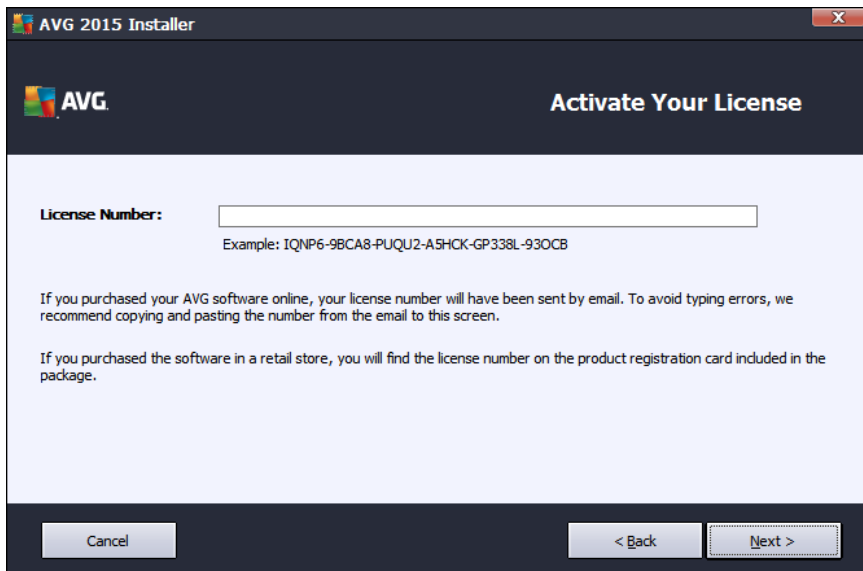 AVG 2015 Installer
X
AVG.
Activate Your License
License Number:
Example: IQNP6-9BCA8-PUQU2-A5HCK-GP338L-93OCB
If you purchased your AVG software online, your license number will have been sent by email. To avoid typing errors, we
recommend copying and pasting the number from the email to this screen.
If you purchased the software in a retail store, you will find the license number on the product registration card included in the
package.
Cancel
< Back
Next >